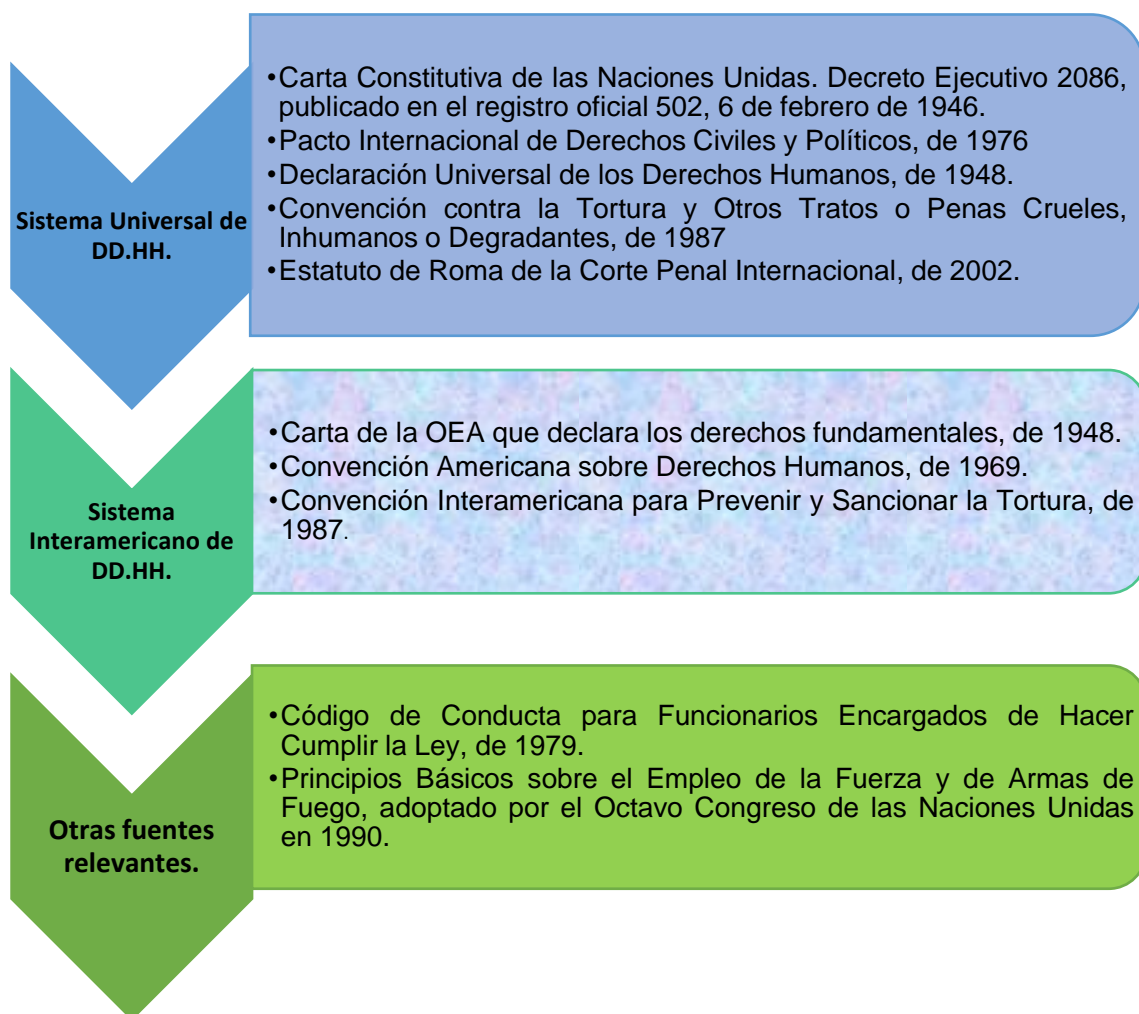 Sistema Universal de
DD.HH.
•Carta Constitutiva de las Naciones Unidas. Decreto Ejecutivo 2086,
publicado en el registro oficial 502, 6 de febrero de 1946.
•Pacto Internacional de Derechos Civiles y Políticos, de 1976
•Declaración Universal de los Derechos Humanos, de 1948.
•Convención contra la Tortura y Otros Tratos o Penas Crueles,
Inhumanos o Degradantes, de 1987
•Estatuto de Roma de la Corte Penal Internacional, de 2002.
Sistema
Interamericano de
DD.HH.
•Carta de la OEA que declara los derechos fundamentales, de 1948.
•Convención Americana sobre Derechos Humanos, de 1969.
•Convención Interamericana para Prevenir y Sancionar la Tortura, de
1987.
Otras fuentes
relevantes.
•Código de Conducta para Funcionarios Encargados de Hacer
Cumplir la Ley, de 1979.
•Principios Básicos sobre el Empleo de la Fuerza y de Armas de
Fuego, adoptado por el Octavo Congreso de las Naciones Unidas
en 1990.